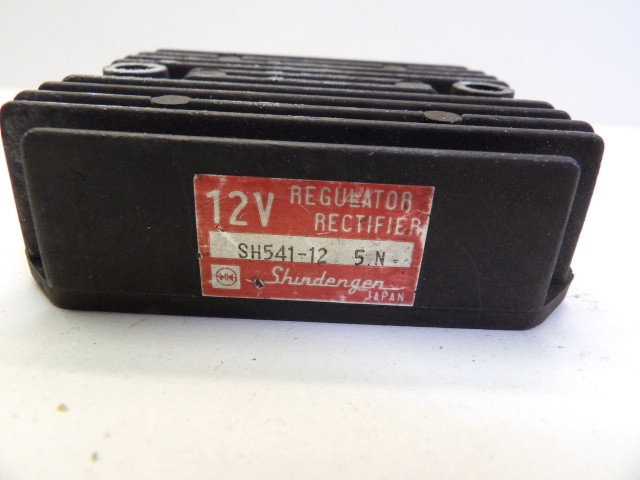 12V REGULATOR
RECTIFIER
SH541-12 5.N
Shindengen
JAPAN